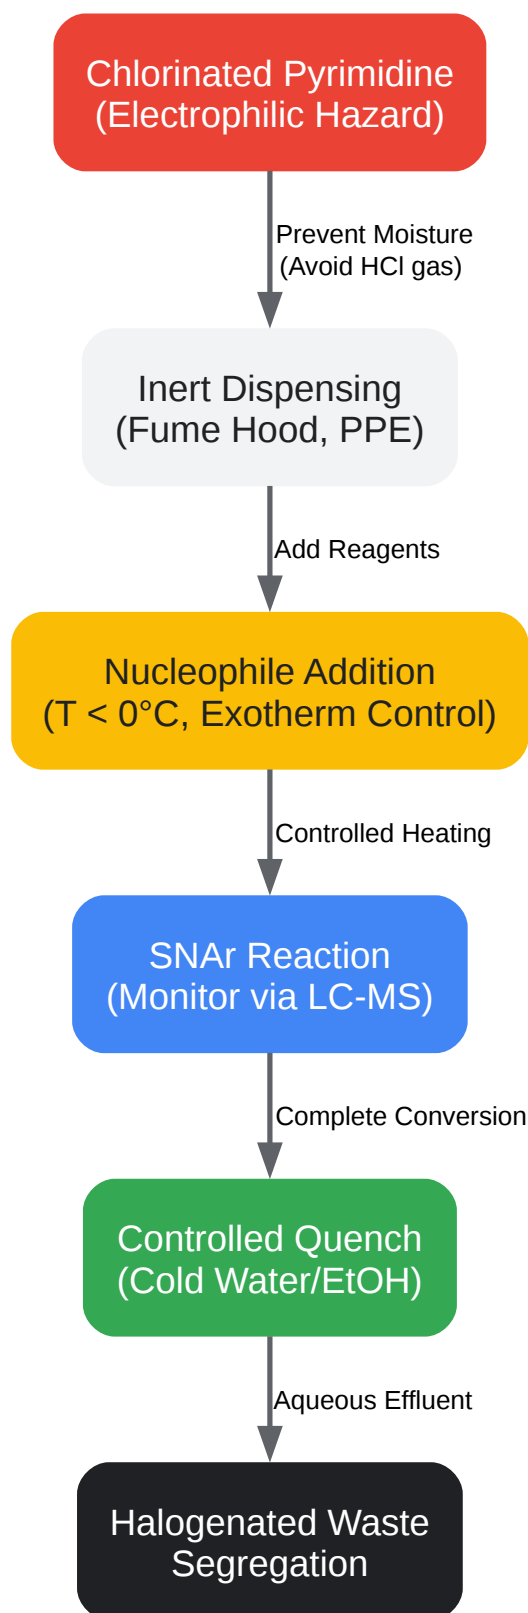 Chlorinated Pyrimidine
(Electrophilic Hazard)
Prevent Moisture
(Avoid HCl gas)
Inert Dispensing
(Fume Hood, PPE)
Add Reagents
Nucleophile Addition
(T < 0°C, Exotherm Control)
Controlled Heating
SNAr Reaction
(Monitor via LC-MS)
Complete Conversion
Controlled Quench
(Cold Water/EtOH)
Aqueous Effluent
Halogenated Waste
Segregation